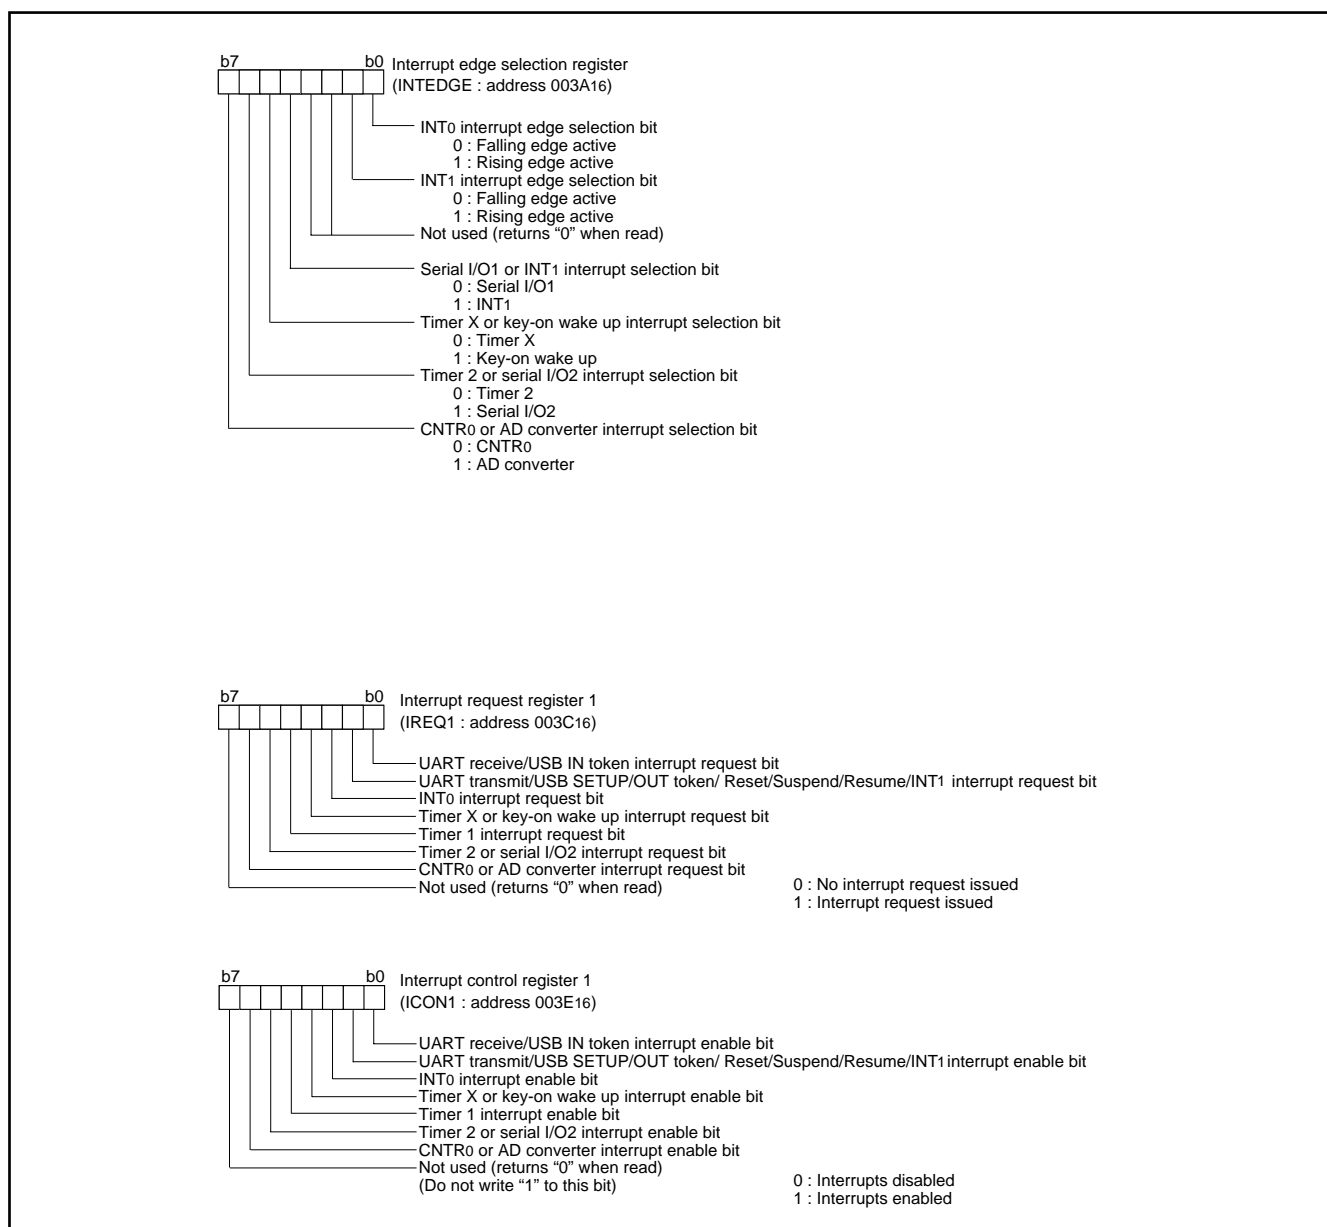 b7 b0 Interrupt edge selection register
(INTEDGE : address 003A16)
INT0 interrupt edge selection bit
0 : Falling edge active
1 : Rising edge active
INT1 interrupt edge selection bit
0 : Falling edge active
1 : Rising edge active
Not used (returns “0” when read)
Serial I/O1 or INT1 interrupt selection bit
0 : Serial I/O1
1 : INT1
Timer X or key-on wake up interrupt selection bit
0 : Timer X
1 : Key-on wake up
Timer 2 or serial I/O2 interrupt selection bit
0 : Timer 2
1 : Serial I/O2
CNTR0 or AD converter interrupt selection bit
0 : CNTR0
1 : AD converter
b7 b0 Interrupt request register 1
(IREQ1 : address 003C16)
UART receive/USB IN token interrupt request bit
UART transmit/USB SETUP/OUT token/ Reset/Suspend/Resume/INT1 interrupt request bit
INT0 interrupt request bit
Timer X or key-on wake up interrupt request bit
Timer 1 interrupt request bit
Timer 2 or serial I/O2 interrupt request bit
CNTR0 or AD converter interrupt request bit
Not used (returns “0” when read)
0 : No interrupt request issued
1 : Interrupt request issued
b7 b0 Interrupt control register 1
(ICON1 : address 003E16)
UART receive/USB IN token interrupt enable bit
UART transmit/USB SETUP/OUT token/ Reset/Suspend/Resume/INT1 interrupt enable bit
INT0 interrupt enable bit
Timer X or key-on wake up interrupt enable bit
Timer 1 interrupt enable bit
Timer 2 or serial I/O2 interrupt enable bit
CNTR0 or AD converter interrupt enable bit
Not used (returns “0” when read)
(Do not write “1” to this bit)
0 : Interrupts disabled
1 : Interrupts enabled